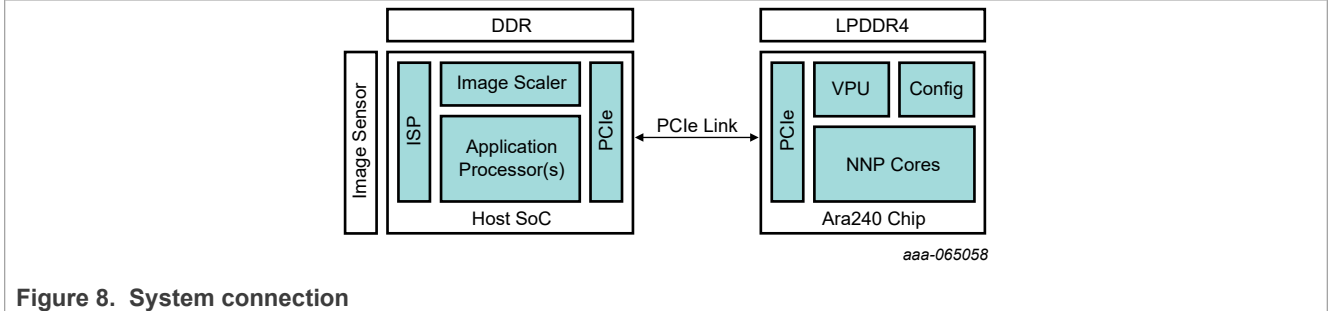 DDR
LPDDR4
Image Sensor
ISP
Image Scaler
Application
Processor(s)
PCIe
Host SoC
PCIe Link
PCIe
VPU
Config
NNP Cores
Ara240 Chip
aaa-065058
Figure 8. System connection